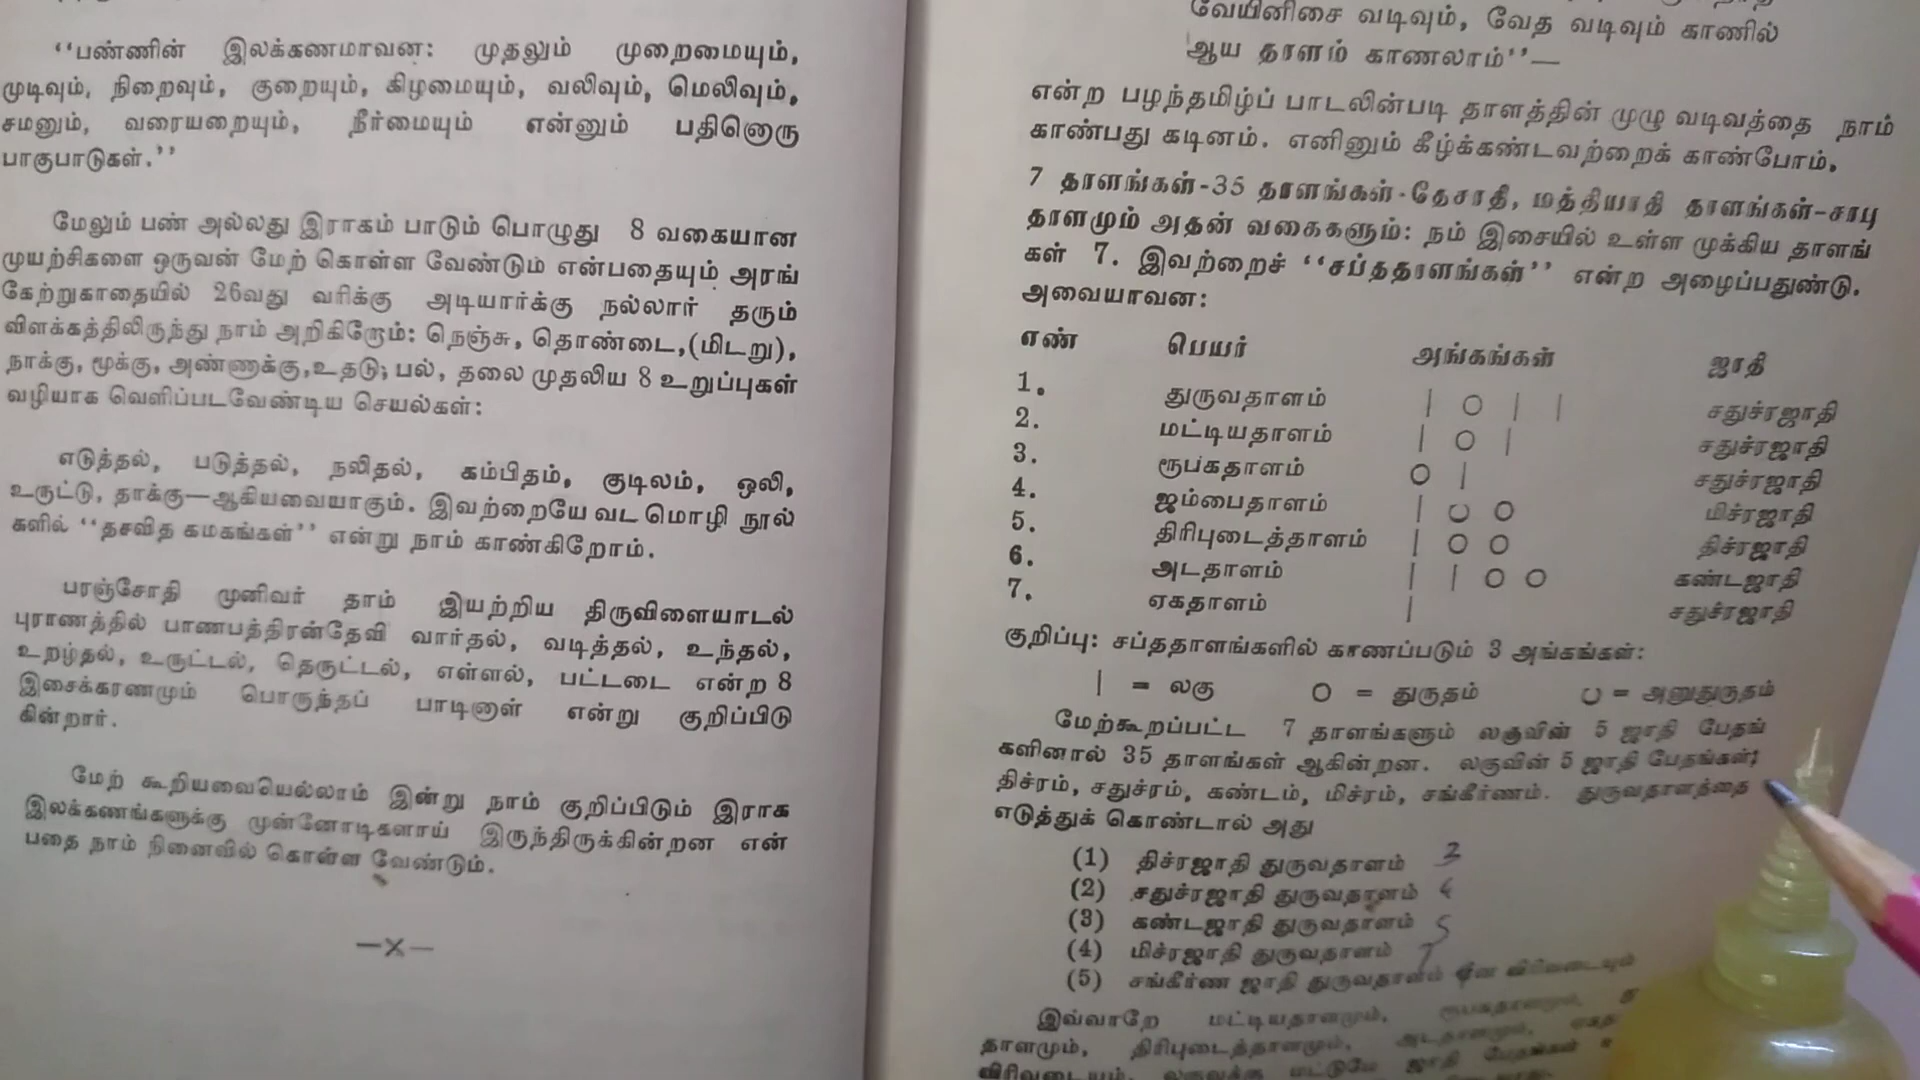 “பண்ணின் இலக்கணமாவன: முதலும் முறைமையும்,
முடிவும், நிறைவும், குறையும், கிழமையும், வலிவும், மெலிவும்,
சமனும், வரையறையும், நீர்மையும் என்னும் பதினொரு
பாகுபாடுகள்.”
மேலும் பண் அல்லது இராகம் பாடும் பொழுது 8 வகையான
முயற்சிகளை ஒருவன் மேற் கொள்ள வேண்டும் என்பதையும் அரங்
கேற்றுகாதையில் 26வது வரிக்கு அடியார்க்கு நல்லார் தரும்
விளக்கத்திலிருந்து நாம் அறிகிறோம்: நெஞ்சு, தொண்டை,(மிடறு),
நாக்கு, மூக்கு, அண்ணாக்கு,உதடு; பல், தலை முதலிய 8 உறுப்புகள்
வழியாக வெளிப்படவேண்டிய செயல்கள்:
எடுத்தல், படுத்தல், நலிதல், கம்பிதம், குடிலம், ஒலி,
உருட்டு, தாக்கு—ஆகியவையாகும். இவற்றையே வட மொழி நூல்
களில் “தசவித கமகங்கள்” என்று நாம் காண்கிறோம்.
பரஞ்சோதி முனிவர் தாம் இயற்றிய திருவிளையாடல்
புராணத்தில் பாணபத்திரன்தேவி வார்தல், வடித்தல், உந்தல்,
உறழ்தல், உருட்டல், தெருட்டல், எள்ளல், பட்டடை என்ற 8
இசைக்கரணமும் பொருந்தப் பாடினாள் என்று குறிப்பிடு
கின்றார்.
மேற் கூறியவையெல்லாம் இன்று நாம் குறிப்பிடும் இராக
இலக்கணங்களுக்கு முன்னோடிகளாய் இருந்திருக்கின்றன என்
பதை நாம் நினைவில் கொள்ள வேண்டும்.
—x—
வேயினிசை வடிவும், வேத வடிவும் காணில்
ஆய தாளம் காணலாம்”—
என்ற பழந்தமிழ்ப் பாடலின்படி தாளத்தின் முழு வடிவத்தை நாம்
காண்பது கடினம். எனினும் கீழ்க்கண்டவற்றைக் காண்போம்.
7 தாளங்கள்-35 தாளங்கள்-தேசாதி, மத்தியாதி தாளங்கள்-சாபு
தாளமும் அதன் வகைகளும்: நம் இசையில் உள்ள முக்கிய தாளங்
கள் 7. இவற்றைச் “சப்ததாளங்கள்” என்ற அழைப்பதுண்டு.
அவையாவன:
எண் பெயர் அங்கங்கள் ஜாதி
1. துருவதாளம் | O | | சதுச்ரஜாதி
2. மட்டியதாளம் | O | சதுச்ரஜாதி
3. ரூபகதாளம் O | சதுச்ரஜாதி
4. ஜம்பைதாளம் | ◡ O மிச்ரஜாதி
5. திரிபுடைத்தாளம் | O O திச்ரஜாதி
6. அடதாளம் | | O O கண்டஜாதி
7. ஏகதாளம் | சதுச்ரஜாதி
குறிப்பு: சப்ததாளங்களில் காணப்படும் 3 அங்கங்கள்:
| = லகு O = துருதம் ◡ = அனுதுருதம்
மேற்கூறப்பட்ட 7 தாளங்களும் லகுவின் 5 ஜாதி பேதங்
களினால் 35 தாளங்கள் ஆகின்றன. லகுவின் 5 ஜாதி பேதங்கள்;
திச்ரம், சதுச்ரம், கண்டம், மிச்ரம், சங்கீர்ணம். துருவதாளத்தை
எடுத்துக் கொண்டால் அது
(1) திச்ரஜாதி துருவதாளம் 3
(2) சதுச்ரஜாதி துருவதாளம் 4
(3) கண்டஜாதி துருவதாளம் 5
(4) மிச்ரஜாதி துருவதாளம் 7
(5) சங்கீர்ண ஜாதி துருவதாளம் விரிவடையும்
இவ்வாறே மட்டியதாளமும், ரூபகதாளமும்,
தாளமும், திரிபுடைத்தாளமும், அடதாளமும்,
விரிவடையும். லகுவுக்கு மட்டுமே ஜாதி பேதங்கள்